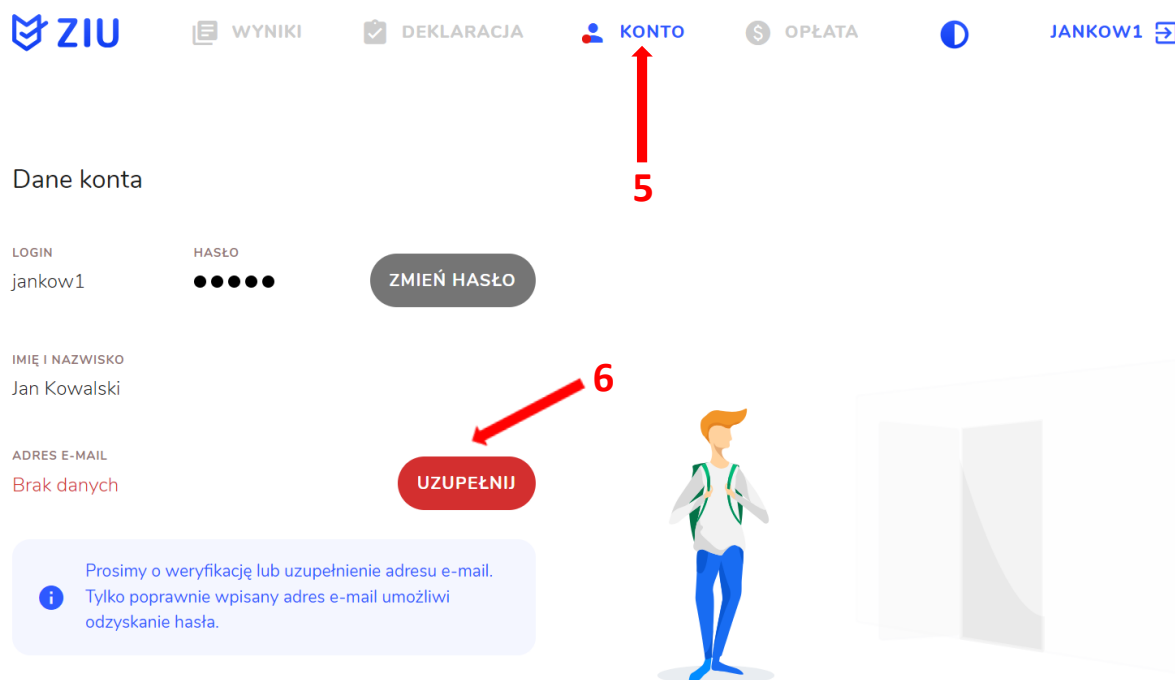 ZIU WYNIKI DEKLARACJA KONTO OPŁATA JANKOW1
5
Dane konta
LOGIN HASŁO
jankow1 ●●●●● ZMIEŃ HASŁO
IMIĘ I NAZWISKO
Jan Kowalski
6
ADRES E-MAIL
Brak danych UZUPEŁNIJ
Prosimy o weryfikację lub uzupełnienie adresu e-mail.
Tylko poprawnie wpisany adres e-mail umożliwi
odzyskanie hasła.